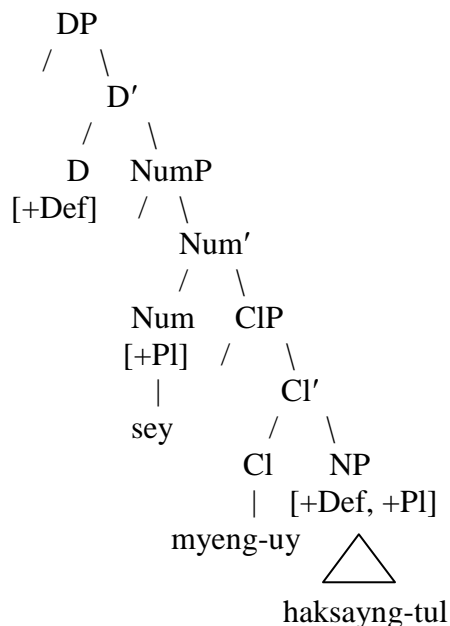 DP
D′
D NumP
[+Def]
Num′
Num ClP
[+Pl]
Cl′
sey
Cl NP
[+Def, +Pl]
myeng-uy
haksayng-tul